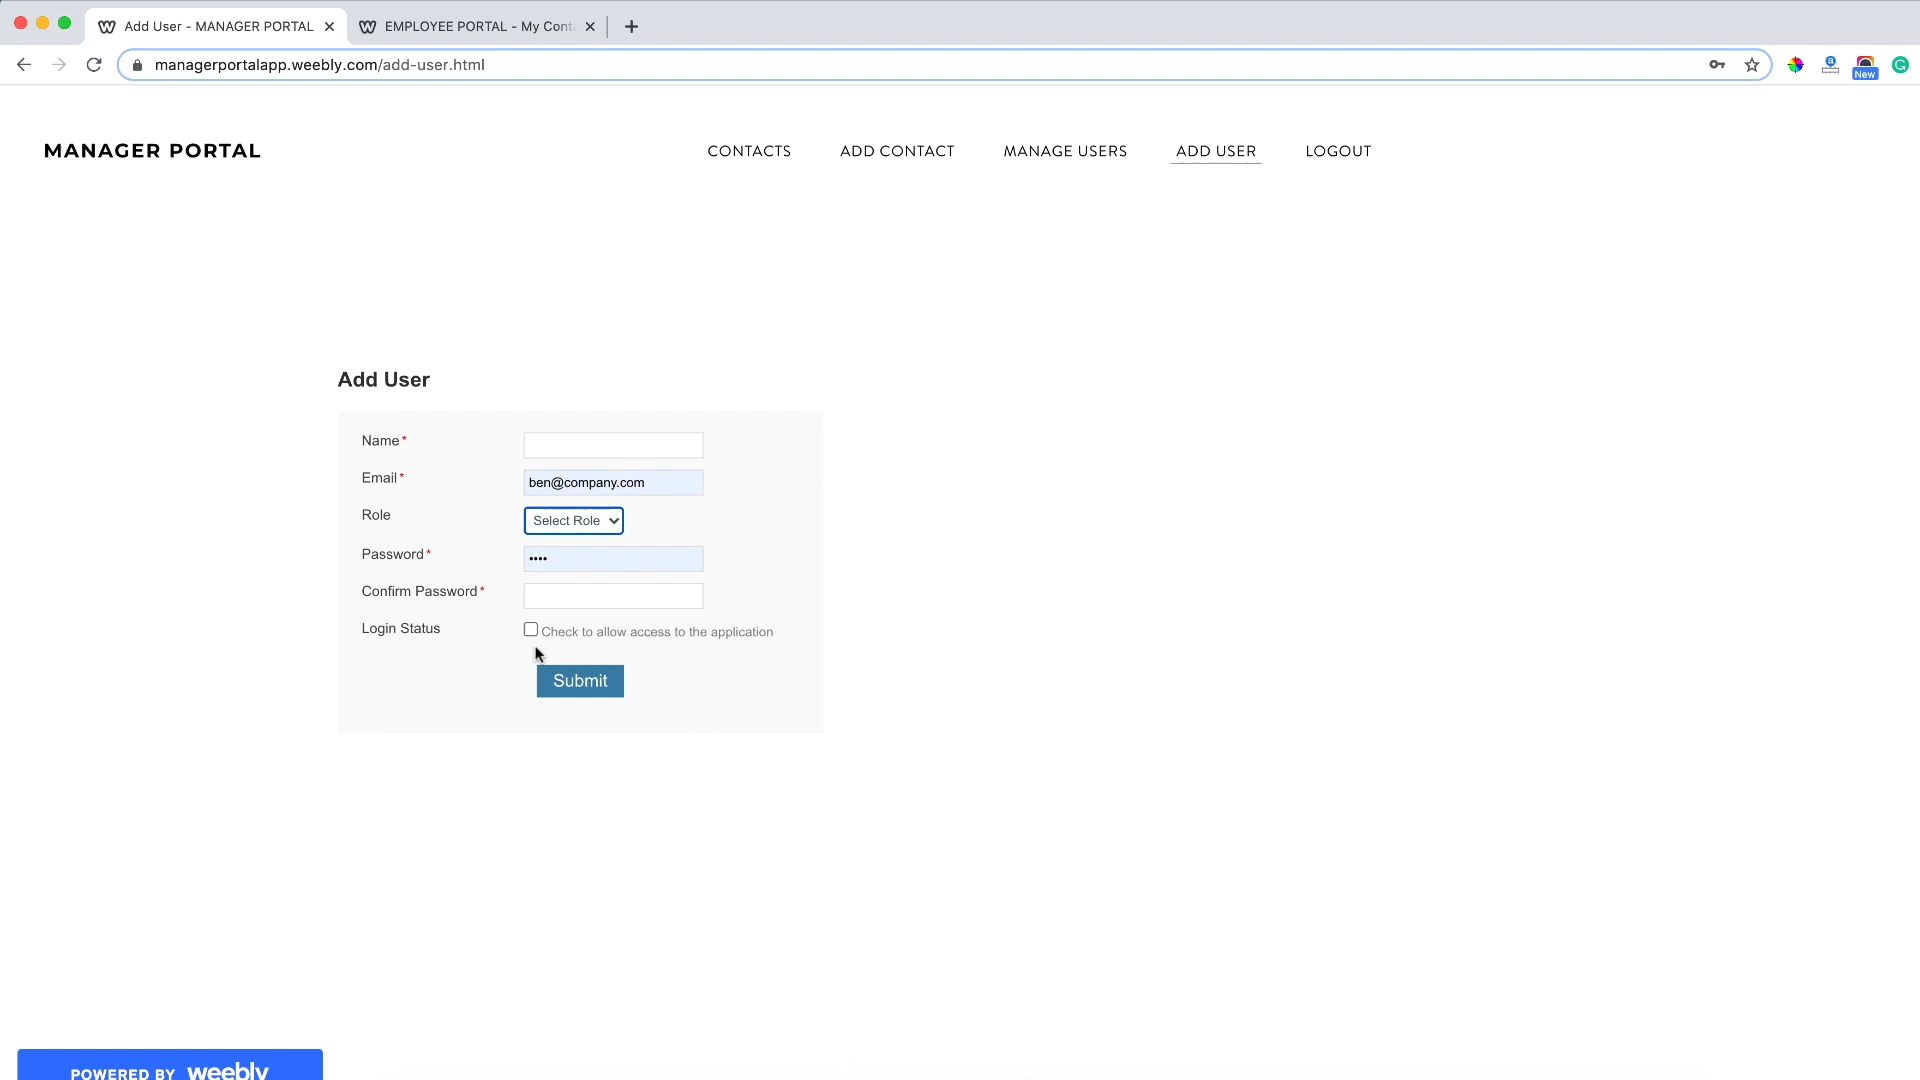 Add User - MANAGER PORTAL
EMPLOYEE PORTAL - My Cont
managerportalapp.weebly.com/add-user.html
New
MANAGER PORTAL
CONTACTS
ADD CONTACT
MANAGE USERS
ADD USER
LOGOUT
Add User
Name*
Email*
ben@company.com
Role
Select Role
Password*
••••
Confirm Password*
Login Status
Check to allow access to the application
Submit
POWERED BY weebly